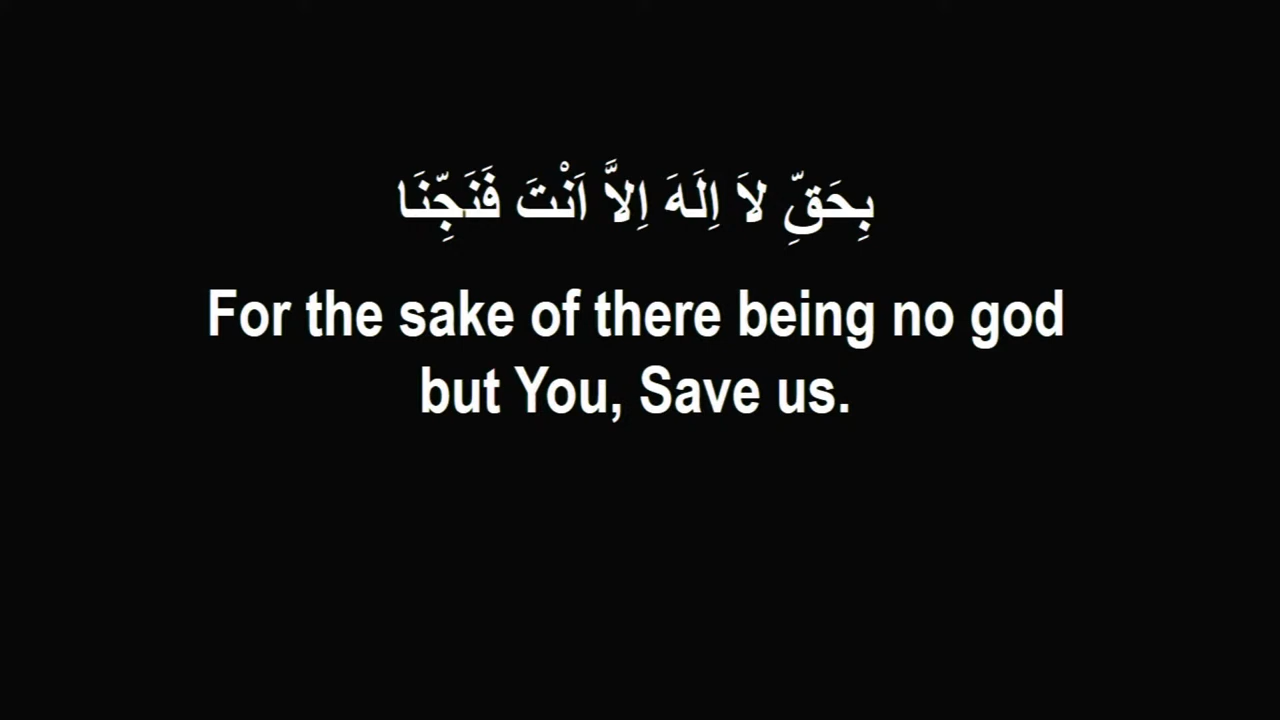 بِحَقِّ لاَ اِلَهَ اِلاَّ اَنْتَ فَنَجِّنَا
For the sake of there being no god
but You, Save us.